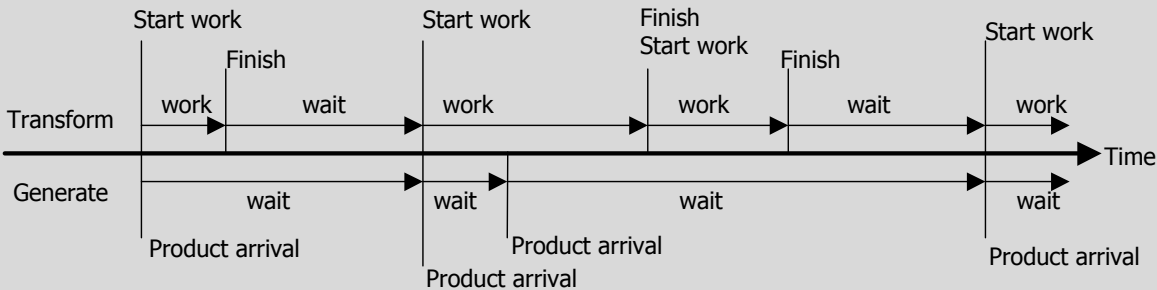 Start work
Start work
Finish
Start work
Start work
Finish
Finish
work
wait
work
work
wait
work
Transform
Time
Generate
wait
wait
wait
wait
Product arrival
Product arrival
Product arrival
Product arrival